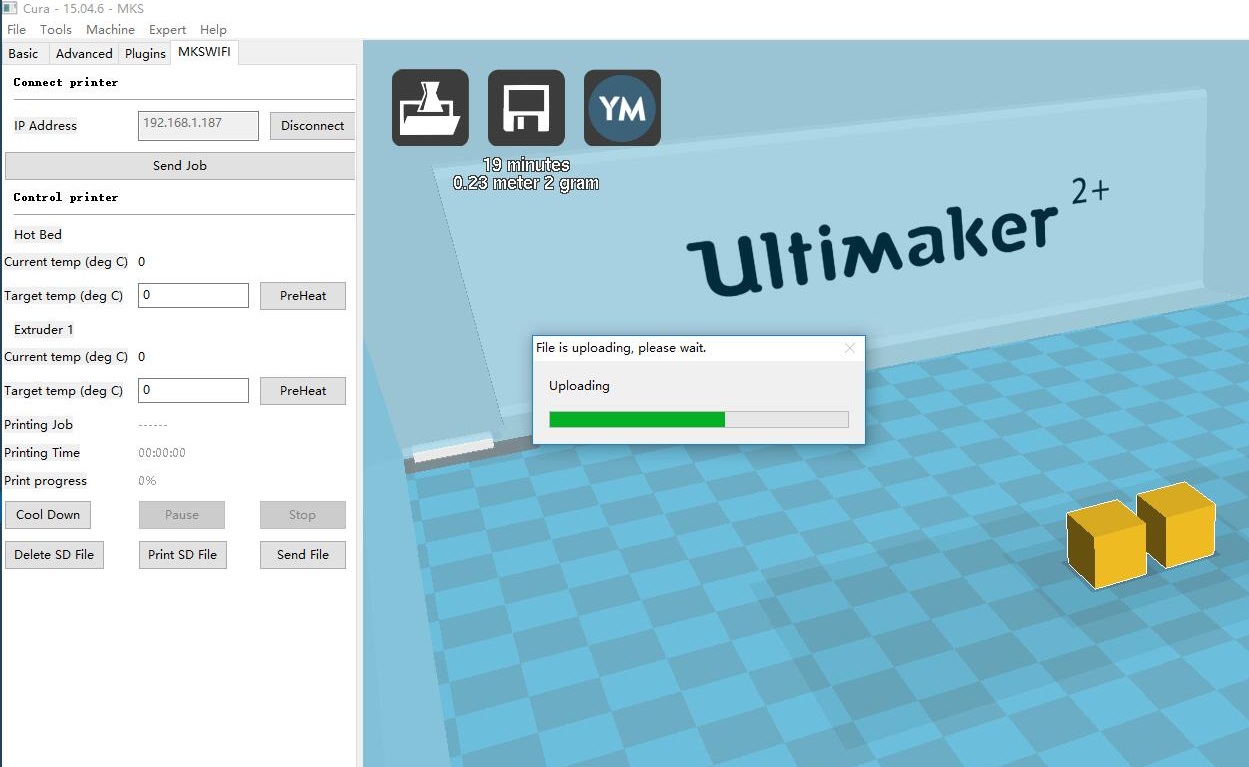 Cura - 15.04.6 - MKS
File Tools Machine Expert Help
Basic Advanced Plugins MKSWIFI
Connect printer
IP Address 192.168.1.187 Disconnect
Send Job
Control printer
Hot Bed
Current temp (deg C) 0
Target temp(deg C) 0 PreHeat
Extruder 1
Current temp (deg C) 0
Target temp (deg C) 0 PreHeat
Pnting Job ------
Printing Time 00:00:00
Print progress 0%
Cool Down Pause Stop
Delete SD File Print SD File Send File
YM
19 minutes
0.23 meter 2 gram
Ultimaker 2+
File is uploading, please wait.
Uploading